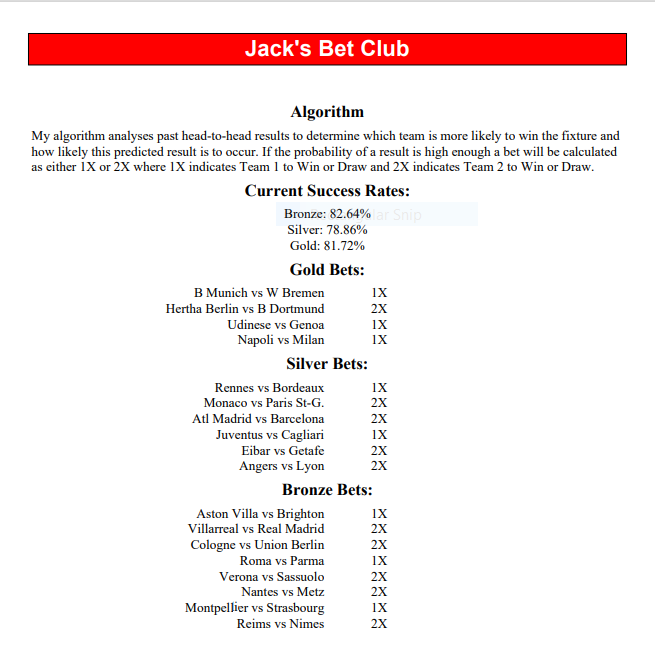 Jack's Bet Club
Algorithm
My algorithm analyses past head-to-head results to determine which team is more likely to win the fixture and
how likely this predicted result is to occur. If the probability of a result is high enough a bet will be calculated
as either 1X or 2X where 1X indicates Team 1 to Win or Draw and 2X indicates Team 2 to Win or Draw.
Current Success Rates:
Bronze: 82.64% ar Snip
Silver: 78.86%
Gold: 81.72%
Gold Bets:
B Munich vs W Bremen 1X
Hertha Berlin vs B Dortmund 2X
Udinese vs Genoa 1X
Napoli vs Milan 1X
Silver Bets:
Rennes vs Bordeaux 1X
Monaco vs Paris St-G. 2X
Atl Madrid vs Barcelona 2X
Juventus vs Cagliari 1X
Eibar vs Getafe 2X
Angers vs Lyon 2X
Bronze Bets:
Aston Villa vs Brighton 1X
Villarreal vs Real Madrid 2X
Cologne vs Union Berlin 2X
Roma vs Parma 1X
Verona vs Sassuolo 2X
Nantes vs Metz 2X
Montpellier vs Strasbourg 1X
Reims vs Nimes 2X